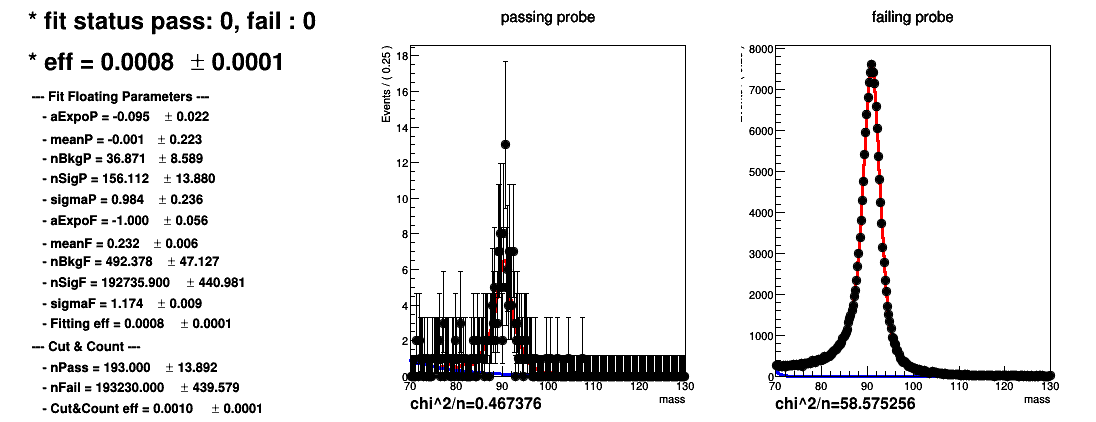 * fit status pass: 0, fail : 0
* eff = 0.0008 ± 0.0001
--- Fit Floating Parameters ---
- aExpoP = -0.095 ± 0.022
- meanP = -0.001 ± 0.223
- nBkgP = 36.871 ± 8.589
- nSigP = 156.112 ± 13.880
- sigmaP = 0.984 ± 0.236
- aExpoF = -1.000 ± 0.056
- meanF = 0.232 ± 0.006
- nBkgF = 492.378 ± 47.127
- nSigF = 192735.900 ± 440.981
- sigmaF = 1.174 ± 0.009
- Fitting eff = 0.0008 ± 0.0001
--- Cut & Count ---
- nPass = 193.000 ± 13.892
- nFail = 193230.000 ± 439.579
- Cut&Count eff = 0.0010 ± 0.0001
passing probe
Events / ( 0.25 )
18
16
14
12
10
8
6
4
2
0
70 80 90 100 110 120 130
mass
chi^2/n=0.467376
failing probe
8000
7000
6000
5000
4000
3000
2000
1000
0
70 80 90 100 110 120 130
mass
chi^2/n=58.575256